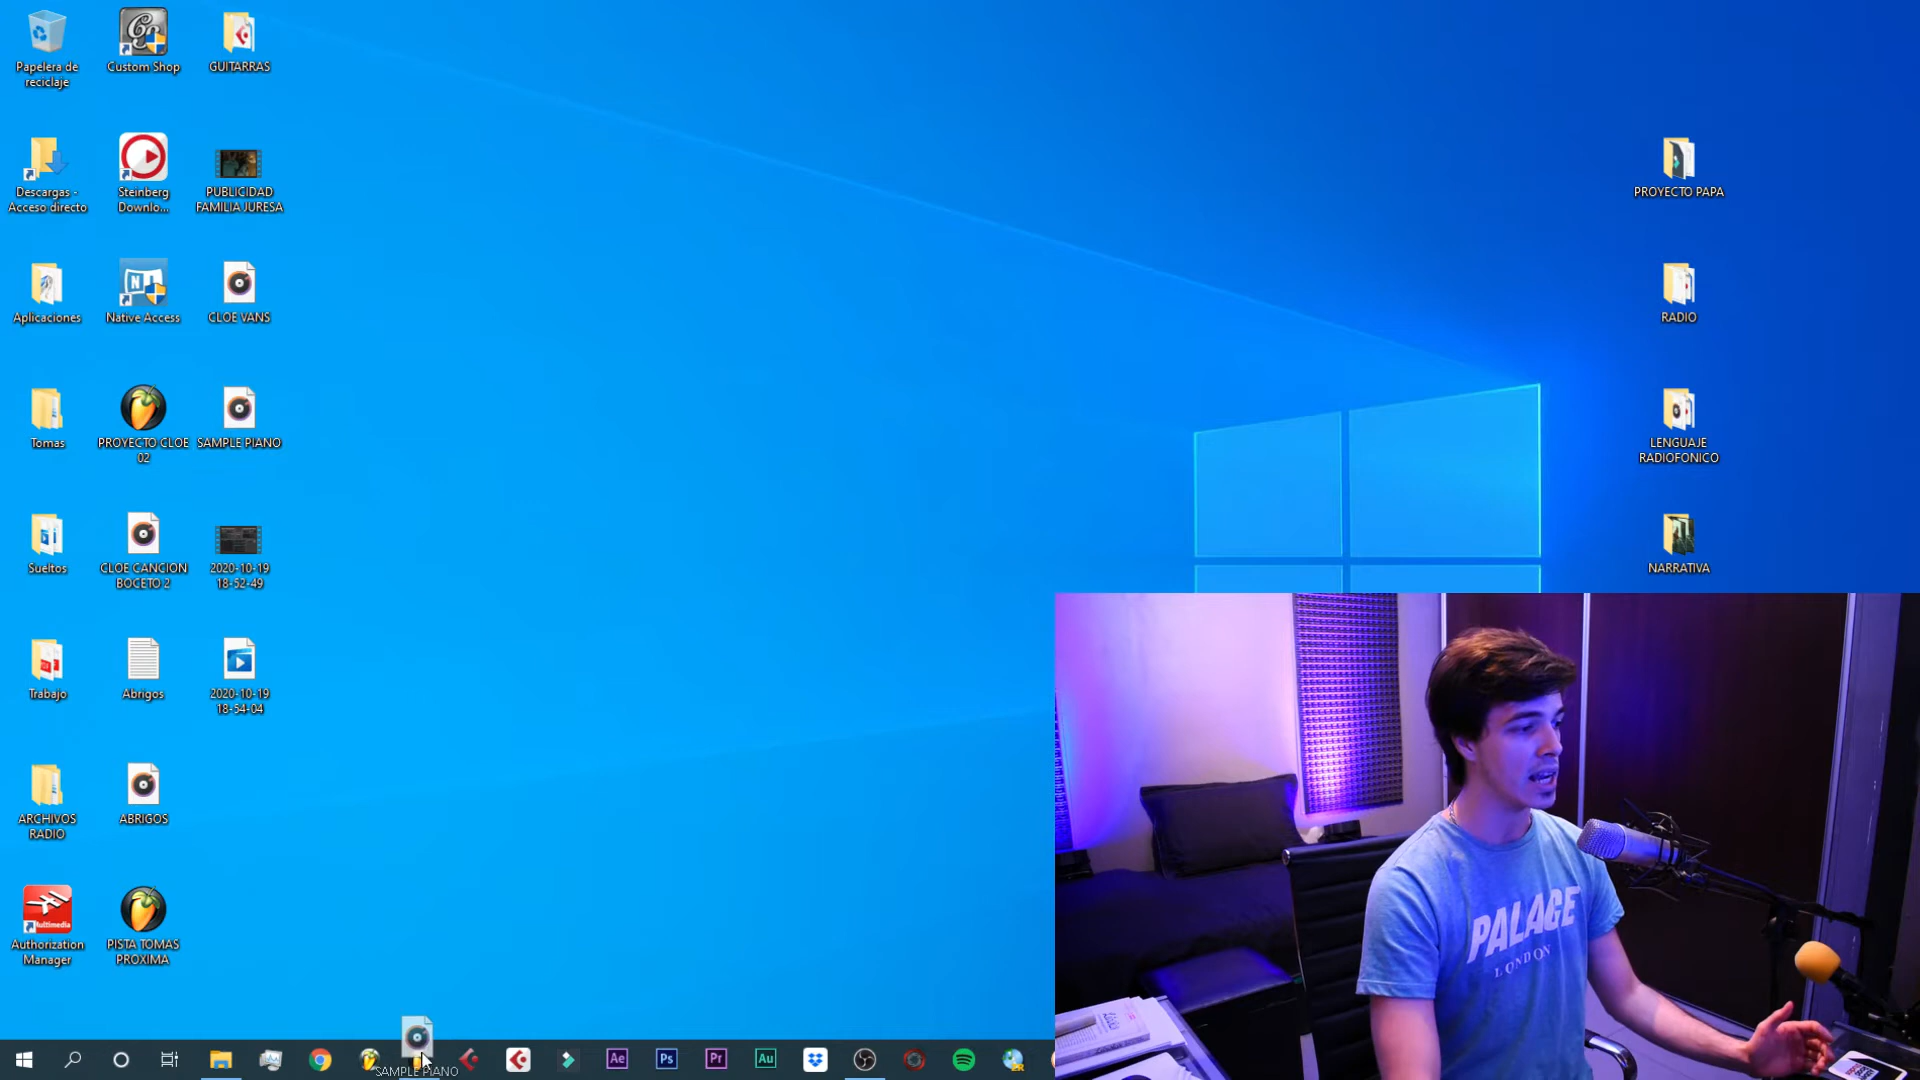 Papelera de
reciclaje
Custom Shop
GUITARRAS
Descargas -
Acceso directo
Steinberg
Downlo...
PUBLICIDAD
FAMILIA JURESA
Aplicaciones
Native Access
CLOE VANS
Tomas
PROYECTO CLOE
02
SAMPLE PIANO
Sueltos
CLOE CANCION
BOCETO 2
2020-10-19
18-52-49
Trabajo
Abrigos
2020-10-19
18-54-04
ARCHIVOS
RADIO
ABRIGOS
Multimedia
Authorization
Manager
PISTA TOMAS
PROXIMA
PROYECTO PAPA
RADIO
LENGUAJE
RADIOFONICO
NARRATIVA
PALACE
LONDON
SAMPLE PIANO
Ae
Ps
Pr
Au